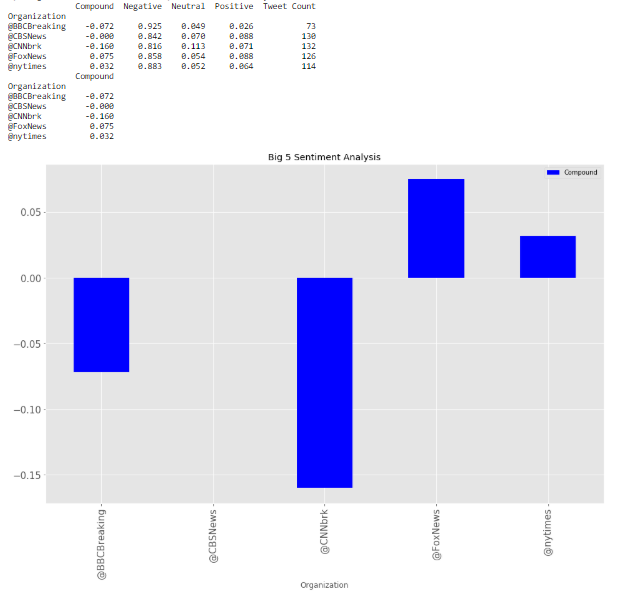 Compound Negative Neutral Positive Tweet Count
Organization
@BBCBreaking -0.072 0.925 0.049 0.026 73
@CBSNews -0.000 0.842 0.070 0.088 130
@CNNbrk -0.160 0.816 0.113 0.071 132
@FoxNews 0.075 0.858 0.054 0.088 126
@nytimes 0.032 0.883 0.052 0.064 114
Compound
Organization
@BBCBreaking -0.072
@CBSNews -0.000
@CNNbrk -0.160
@FoxNews 0.075
@nytimes 0.032
Big 5 Sentiment Analysis
Compound
0.05
0.00
−0.05
−0.10
−0.15
@BBCBreaking
@CBSNews
@CNNbrk
@FoxNews
@nytimes
Organization